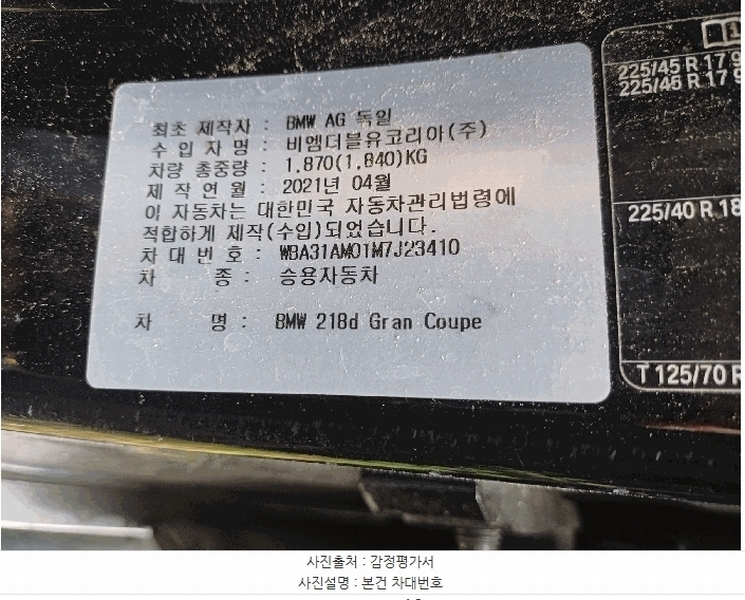 최초 제작자 : BMW AG 독일
수 입 자 명 : 비엠더블유코리아(주)
차량 총중량 : 1,870(1,840)KG
제 작 연 월 : 2021년 04월
이 자동차는 대한민국 자동차관리법령에
적합하게 제작(수입)되었습니다.
차 대 번 호 : WBA31AM01M7J23410
차 종 : 승용자동차
차 명 : BMW 218d Gran Coupe
225/45 R 17 9
225/45 R 17 9
225/40 R 18
T 125/70 R
사진출처 : 감정평가서
사진설명 : 본건 차대번호